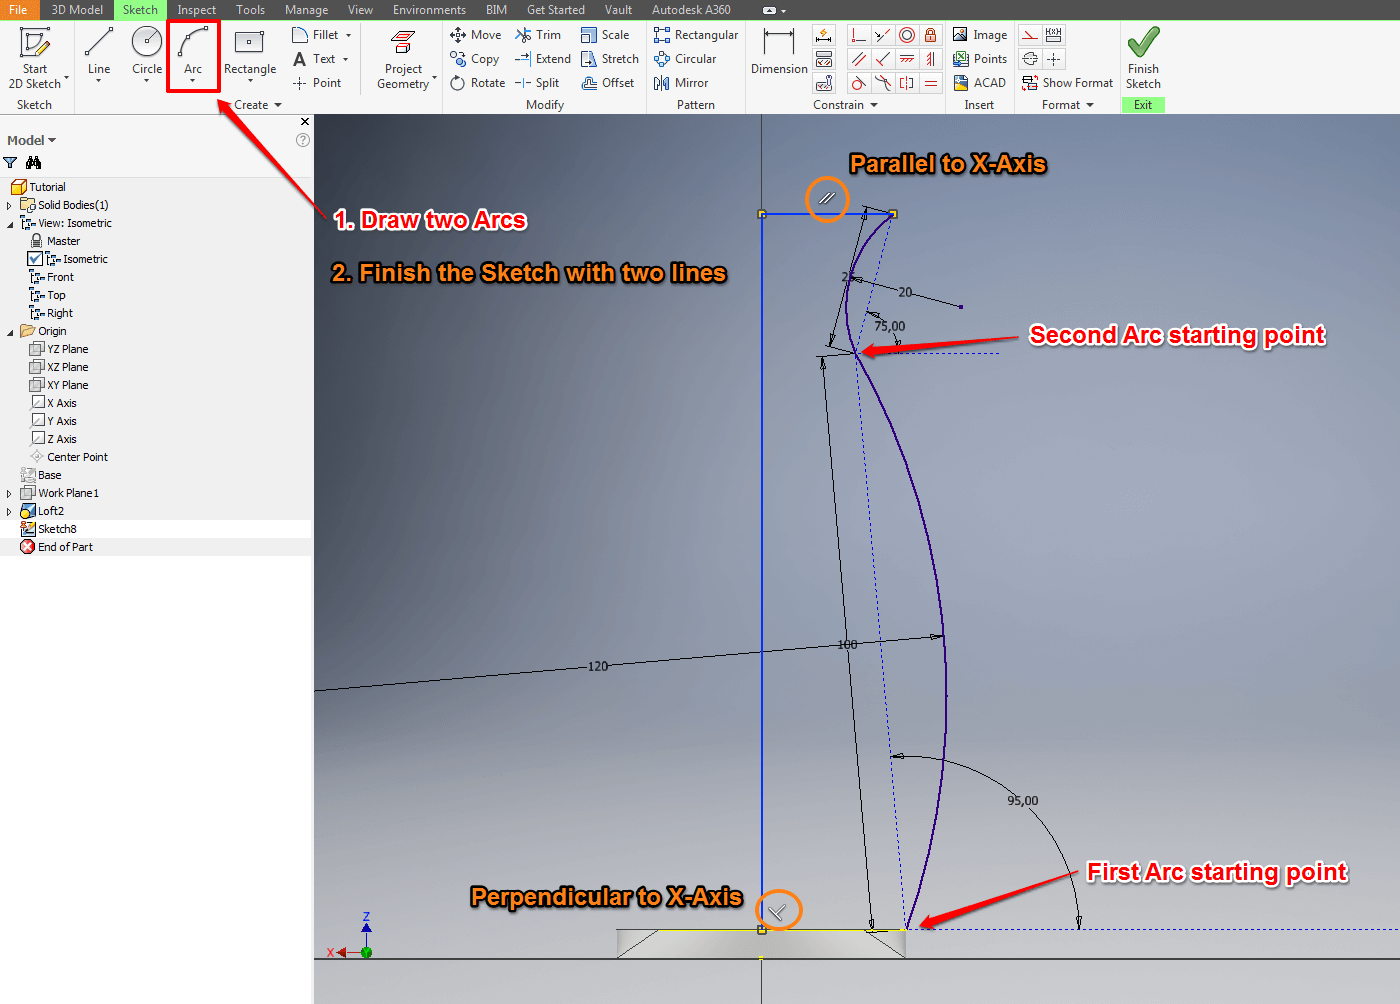 File 3D Model Sketch Inspect Tools Manage View Environments BIM Get Started Vault Autodesk A360
Start
2D Sketch
Line
Circle
Arc
Rectangle
Fillet
Text
Point
Project
Geometry
Move
Copy
Rotate
Trim
Extend
Split
Scale
Stretch
Offset
Rectangular
Circular
Mirror
Dimension
Image
Points
ACAD
Show Format
Finish
Sketch
Sketch Create Modify Pattern Constrain Insert Format Exit
Model
Tutorial
Solid Bodies(1)
View: Isometric
Master
Isometric
Front
Top
Right
Origin
YZ Plane
XZ Plane
XY Plane
X Axis
Y Axis
Z Axis
Center Point
Base
Work Plane1
Loft2
Sketch8
End of Part
Parallel to X-Axis
1. Draw two Arcs
2. Finish the Sketch with two lines
20
75,00
Second Arc starting point
100
120
95,00
First Arc starting point
Perpendicular to X-Axis
Z
X